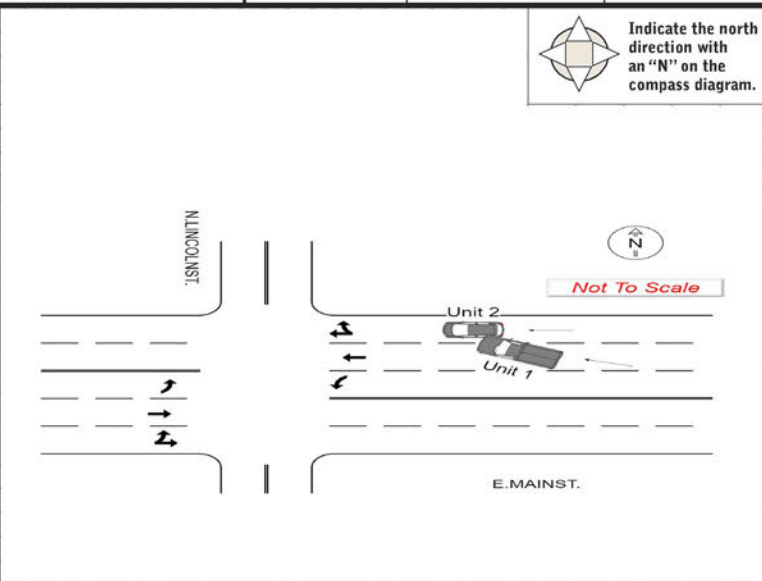 Indicate the north
direction with
an “N” on the
compass diagram.
N.LINCOLNST.
N
Not To Scale
Unit 2
Unit 1
E.MAINST.